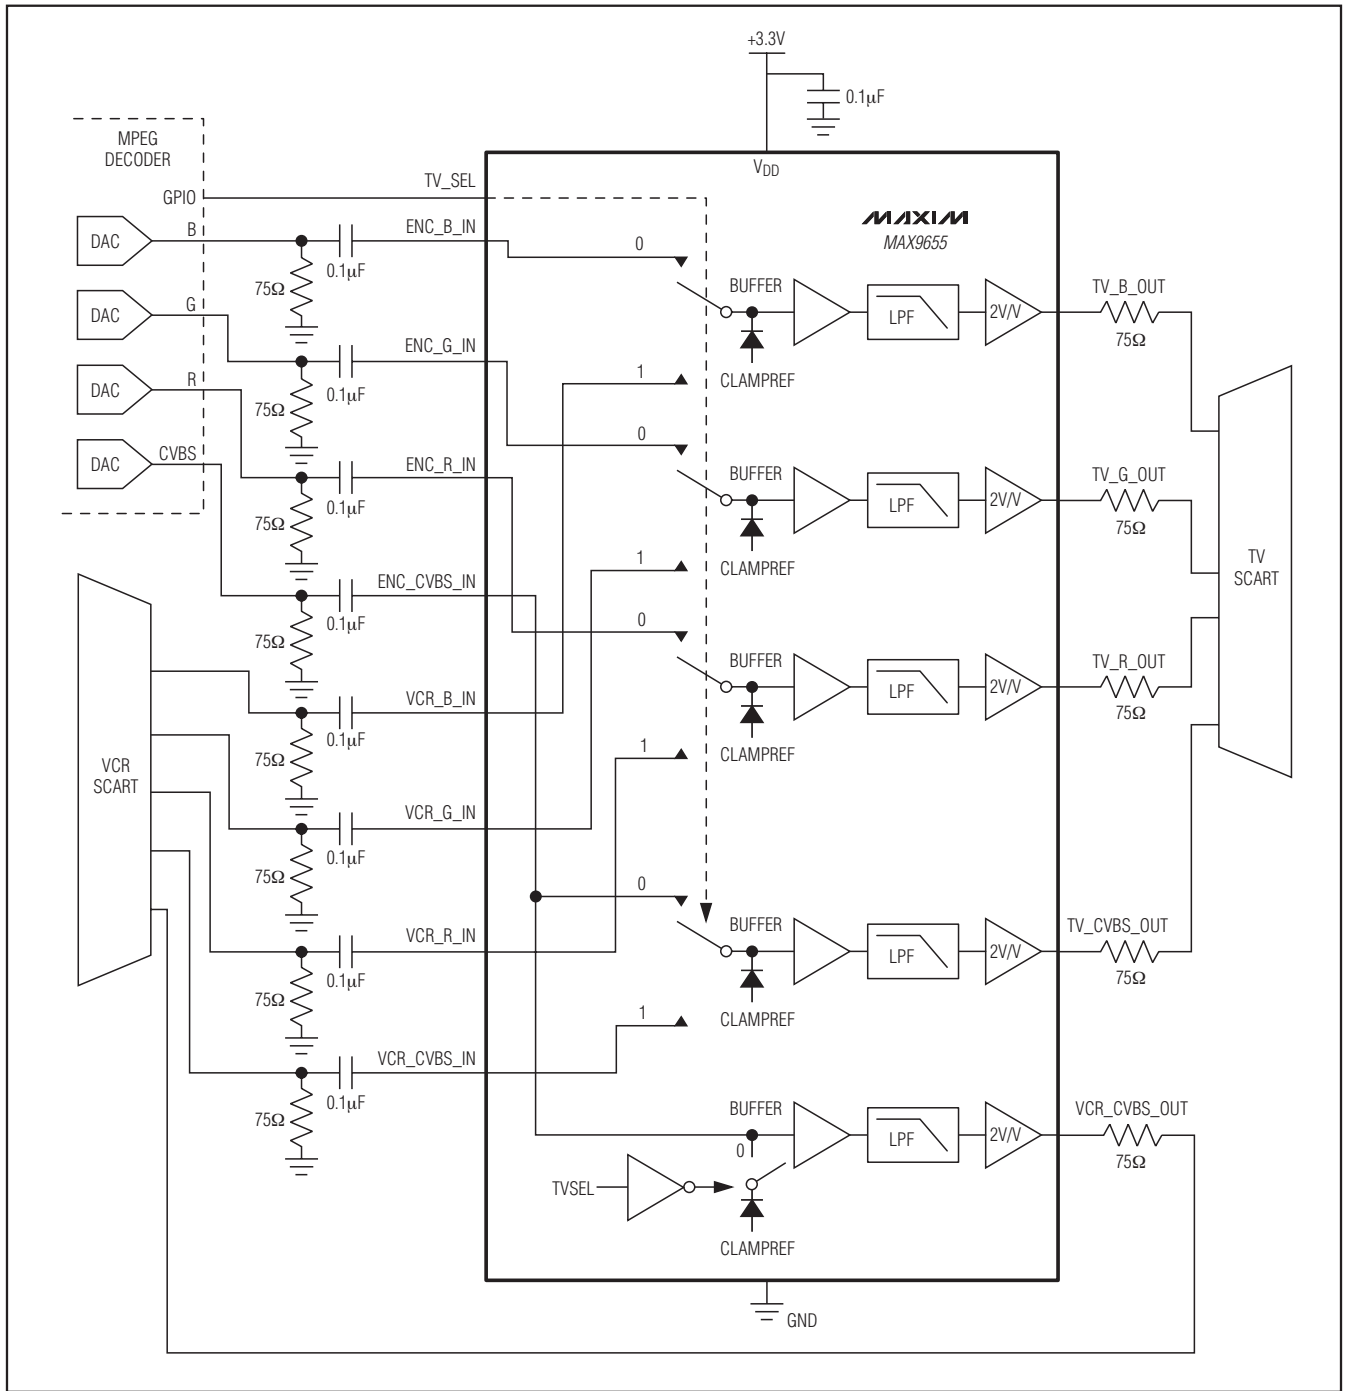 +3.3V
0.1µF
MPEG
DECODER
VDD
TV_SEL
GPIO
MAXIM
MAX9655
DAC
B
ENC_B_IN
0
0.1µF
75Ω
BUFFER
TV_B_OUT
DAC
G
LPF
2V/V
75Ω
ENC_G_IN
1
CLAMPREF
DAC
R
0.1µF
75Ω
0
DAC
CVBS
ENC_R_IN
BUFFER
TV_G_OUT
0.1µF
LPF
2V/V
75Ω
75Ω
TV
SCART
1
CLAMPREF
ENC_CVBS_IN
0.1µF
0
75Ω
BUFFER
TV_R_OUT
VCR_B_IN
LPF
2V/V
75Ω
0.1µF
1
CLAMPREF
75Ω
VCR
SCART
VCR_G_IN
0.1µF
75Ω
0
BUFFER
TV_CVBS_OUT
VCR_R_IN
LPF
2V/V
75Ω
0.1µF
75Ω
1
CLAMPREF
VCR_CVBS_IN
0.1µF
75Ω
BUFFER
VCR_CVBS_OUT
0
LPF
2V/V
75Ω
TVSEL
CLAMPREF
GND